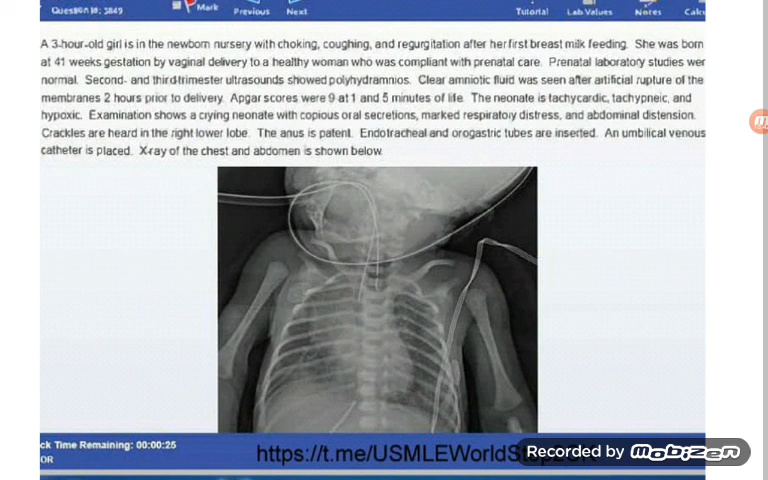 Question Id: 3849
Mark
Previous
Next
Tutorial
Lab Values
Notes
Calcu
A 3-hour-old girl is in the newborn nursery with choking, coughing, and regurgitation after her first breast milk feeding. She was born
at 41 weeks gestation by vaginal delivery to a healthy woman who was compliant with prenatal care. Prenatal laboratory studies wer
normal. Second- and third-trimester ultrasounds showed polyhydramnios. Clear amniotic fluid was seen after artificial rupture of the
membranes 2 hours prior to delivery. Apgar scores were 9 at 1 and 5 minutes of life. The neonate is tachycardic, tachypneic, and
hypoxic. Examination shows a crying neonate with copious oral secretions, marked respiratory distress, and abdominal distension.
Crackles are heard in the right lower lobe. The anus is patent. Endotracheal and orogastric tubes are inserted. An umbilical venous
catheter is placed. X-ray of the chest and abdomen is shown below.
ck Time Remaining: 00:00:25
OR
https://t.me/USMLEWorldStep2CK
Recorded by Mobizen